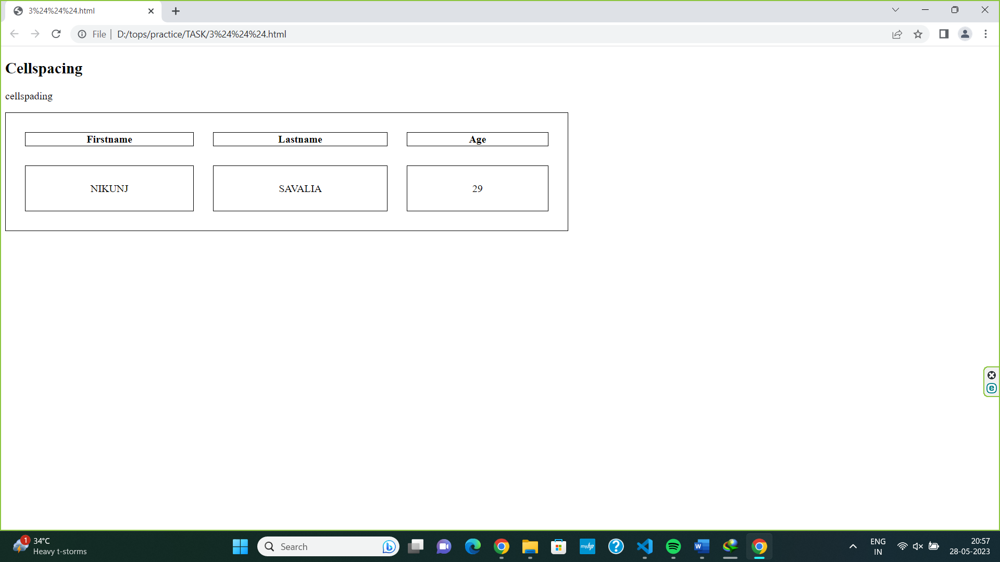 3%24%24%24.html
File | D:/tops/practice/TASK/3%24%24%24.html
Cellspacing
cellspading
Firstname Lastname Age
NIKUNJ SAVALIA 29
1
34°C
Heavy t-storms
Search
myhp
W
e
ENG
IN
20:57
28-05-2023